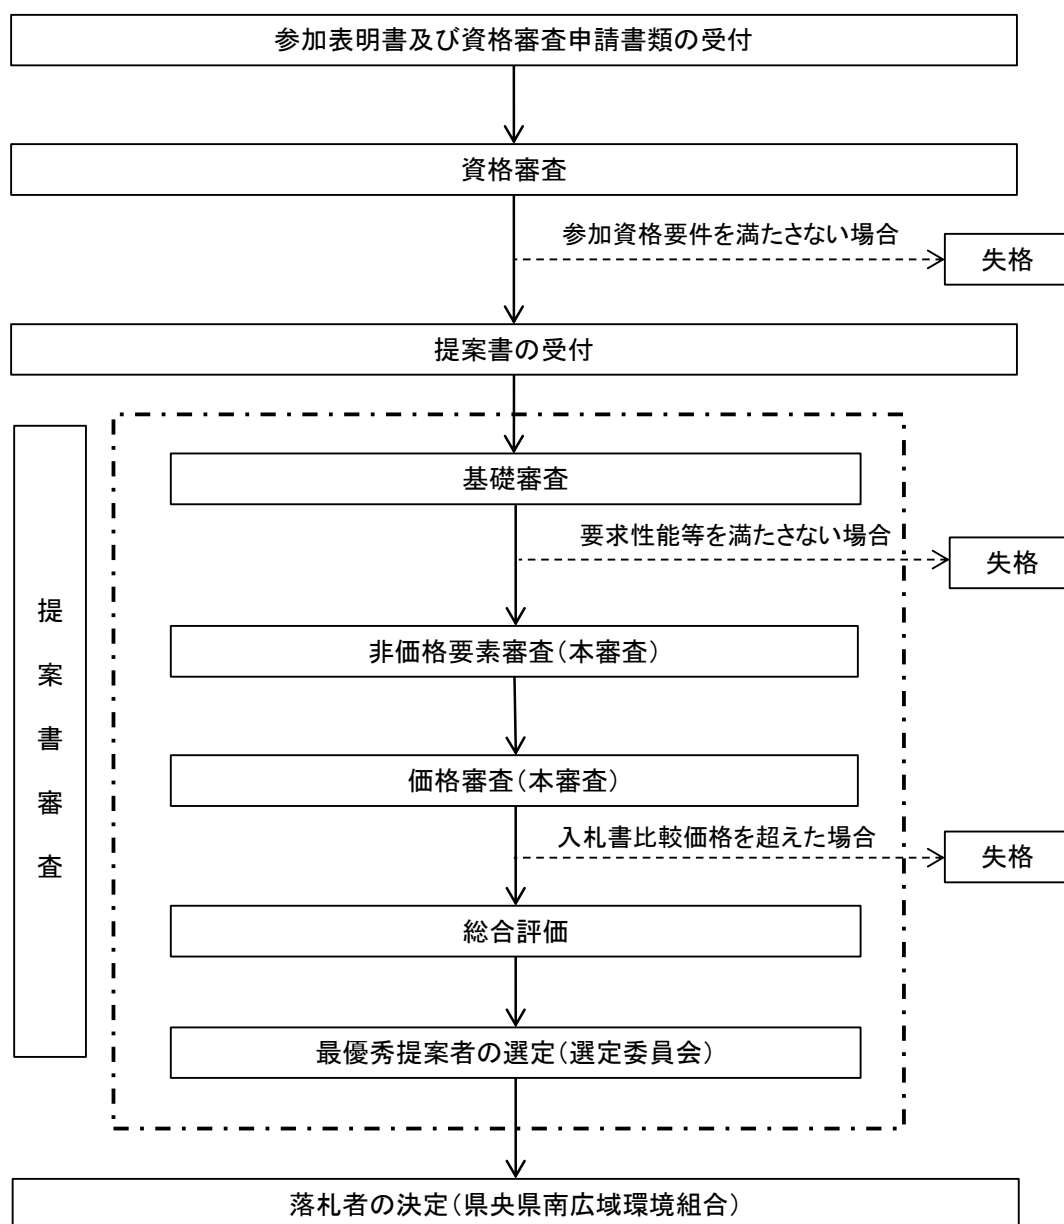 参加表明書及び資格審査申請書類の受付
資格審査
参加資格要件を満たさない場合
失格
提案書の受付
提案書審査
基礎審査
要求性能等を満たさない場合
失格
非価格要素審査(本審査)
価格審査(本審査)
入札書比較価格を超えた場合
失格
総合評価
最優秀提案者の選定(選定委員会)
落札者の決定(県央県南広域環境組合)